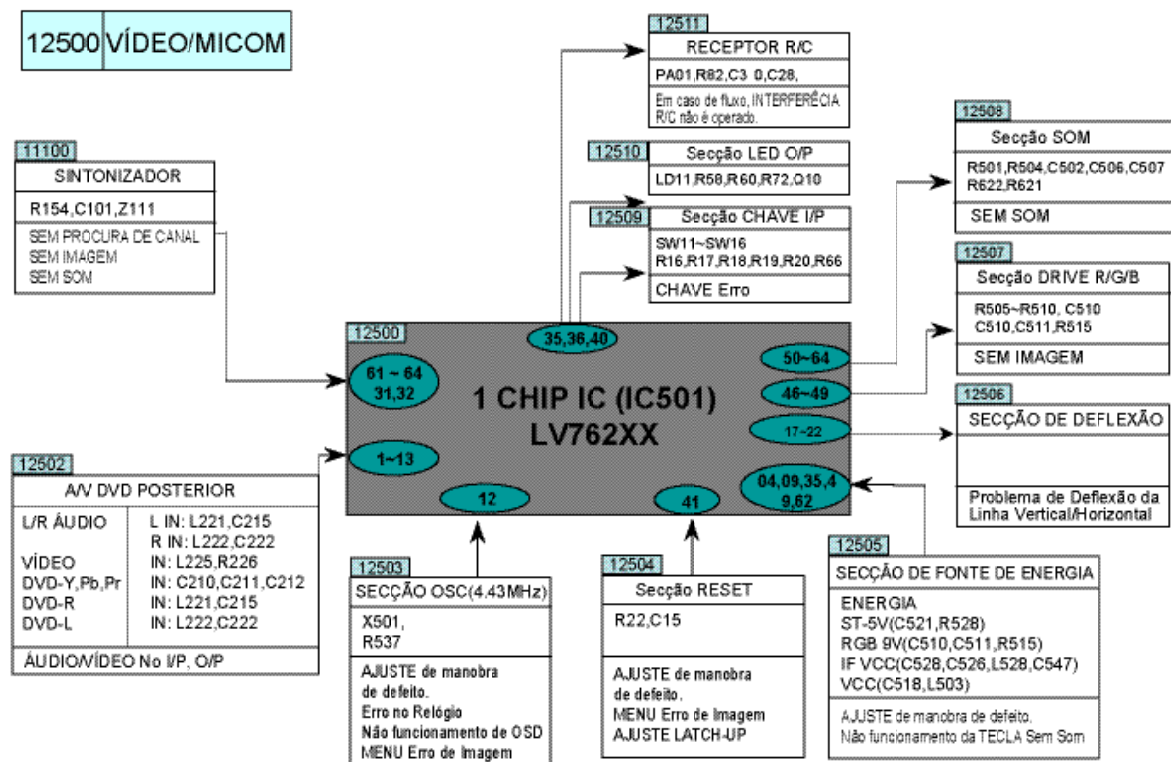 12500 VÍDEO/MICOM
12511
RECEPTOR R/C
PA01,R82,C3 0,C28,
Em caso de fluxo, INTERFERÊCIA
R/C não é operado.
12510
Secção LED O/P
LD11,R58,R60,R72,Q10
12509
Secção CHAVE I/P
SW11~SW16
R16,R17,R18,R19,R20,R66
CHAVE Erro
12508
Secção SOM
R501,R504,C502,C506,C507
R622,R621
SEM SOM
12507
Secção DRIVE R/G/B
R505~R510, C510
C510,C511,R515
SEM IMAGEM
12506
SECÇÃO DE DEFLEXÃO
Problema de Deflexão da
Linha Vertical/Horizontal
11100
SINTONIZADOR
R154,C101,Z111
SEM PROCURA DE CANAL
SEM IMAGEM
SEM SOM
12500
35,36,40
61 ~ 64
31,32
1~13
12
41
50~64
46~49
17~22
04,09,35,4
9,62
1 CHIP IC (IC501)
LV762XX
12502
A/V DVD POSTERIOR
L/R ÁUDIO L IN: L221,C215
R IN: L222,C222
VÍDEO IN: L225,R226
DVD-Y,Pb,Pr IN: C210,C211,C212
DVD-R IN: L221,C215
DVD-L IN: L222,C222
ÁUDIO/VÍDEO No I/P, O/P
12503
SECÇÃO OSC(4.43MHz)
X501,
R537
AJUSTE de manobra
de defeito.
Erro no Relógio
Não funcionamento de OSD
MENU Erro de Imagem
12504
Secção RESET
R22,C15
AJUSTE de manobra
de defeito.
MENU Erro de Imagem
AJUSTE LATCH-UP
12505
SECÇÃO DE FONTE DE ENERGIA
ENERGIA
ST-5V(C521,R528)
RGB 9V(C510,C511,R515)
IF VCC(C528,C526,L528,C547)
VCC(C518,L503)
AJUSTE de manobra de defeito.
Não funcionamento da TECLA Sem Som